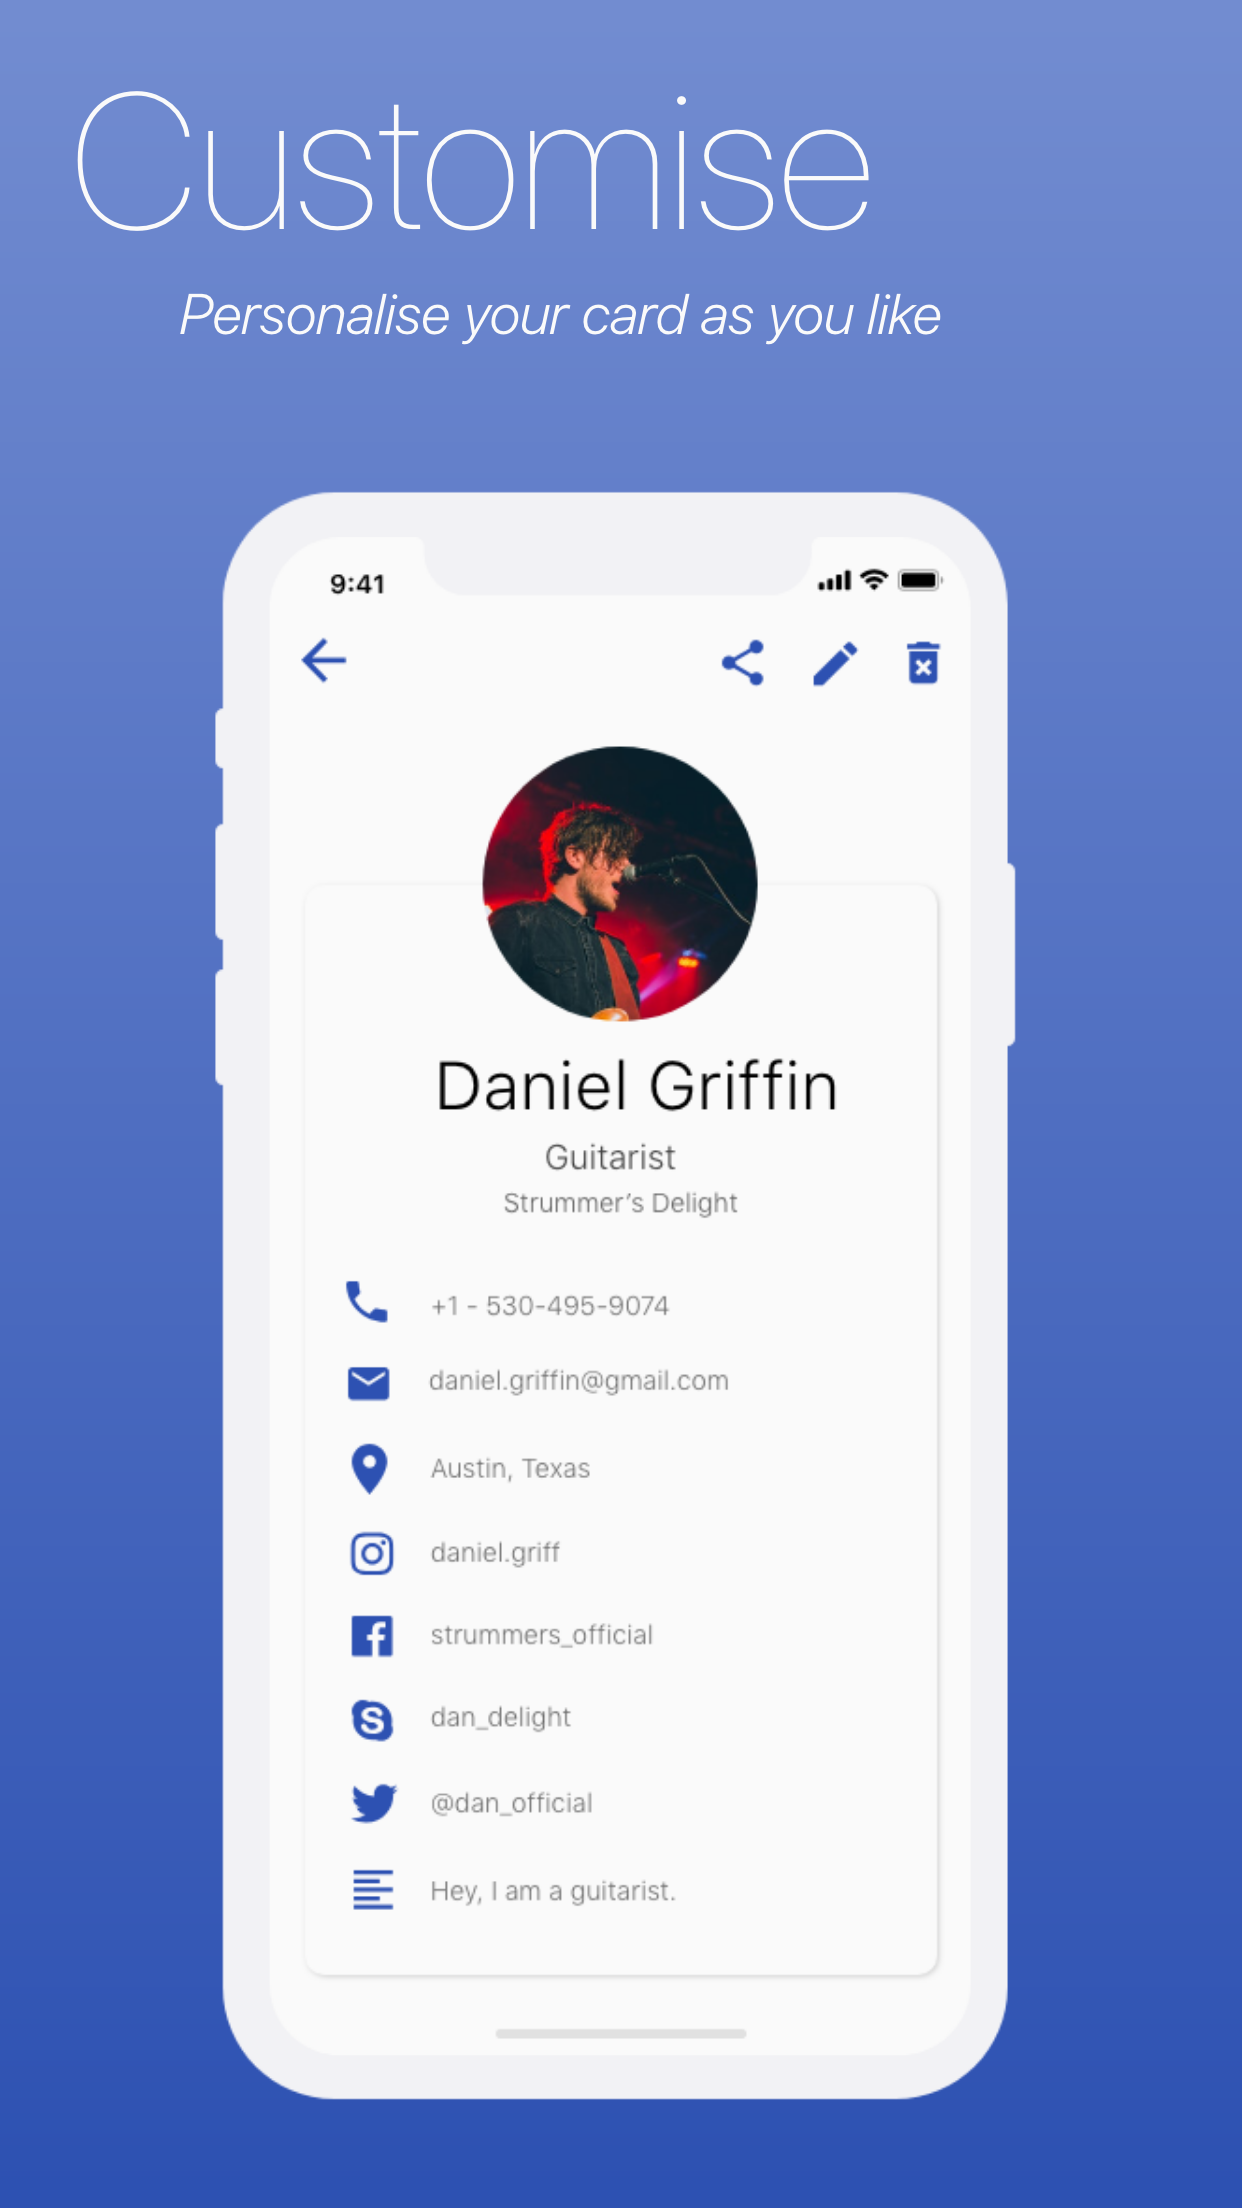 Customise
Personalise your card as you like
9:41
Daniel Griffin
Guitarist
Strummer’s Delight
+1 - 530-495-9074
daniel.griffin@gmail.com
Austin, Texas
daniel.griff
strummers_official
dan_delight
@dan_official
Hey, I am a guitarist.